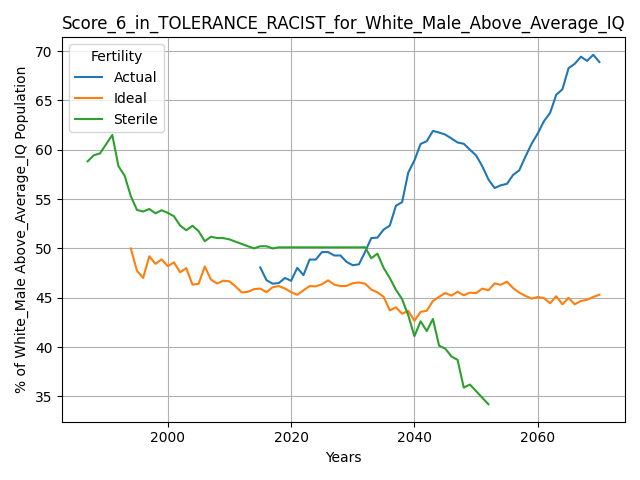 Score_6_in_TOLERANCE_RACIST_for_White_Male_Above_Average_IQ
% of White_Male Above_Average_IQ Population
70
65
60
55
50
45
40
35
Fertility
Actual
Ideal
Sterile
2000
2020
2040
2060
Years